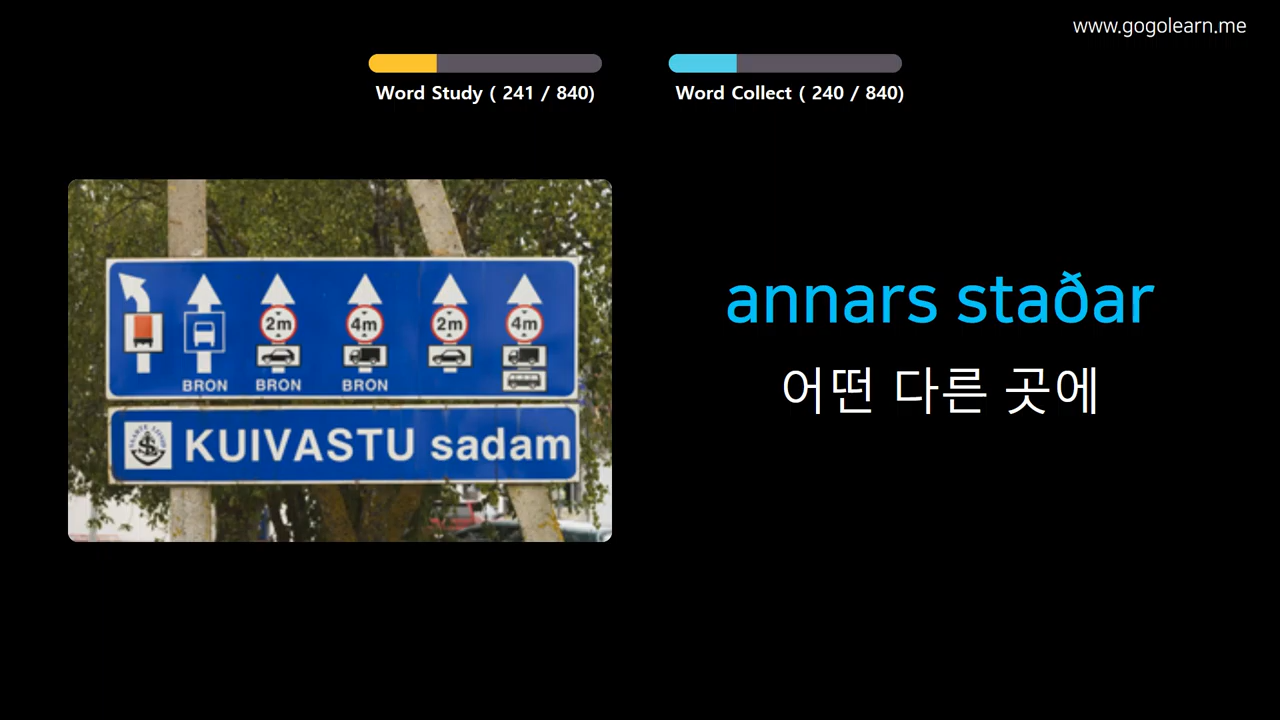 www.gogolearn.me
Word Study ( 241 / 840)
Word Collect ( 240 / 840)
2m
4m
2m
4m
BRON
BRON
BRON
KUIVASTU sadam
annars staðar
어떤 다른 곳에